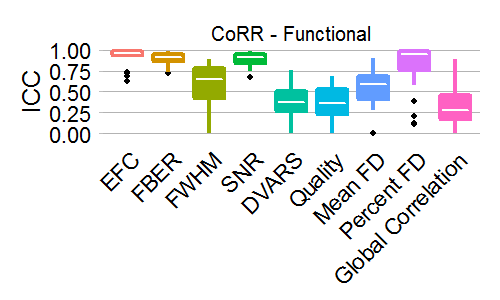 CoRR - Functional
ICC
1.00
0.75
0.50
0.25
0.00
EFC
FBER
FWHM
SNR
DVARS
Quality
Mean FD
Percent FD
Global Correlation